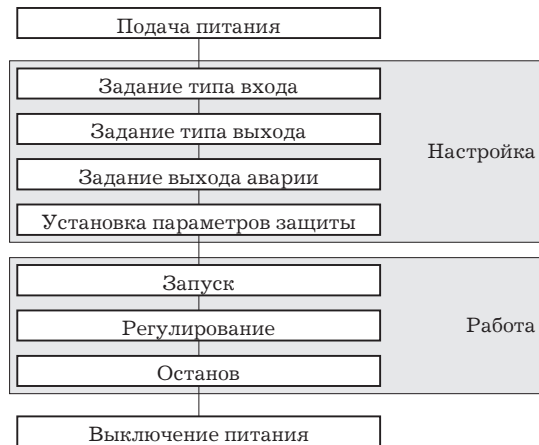 Подача питания
Задание типа входа
Задание типа выхода
Настройка
Задание выхода аварии
Установка параметров защиты
Запуск
Регулирование
Работа
Останов
Выключение питания